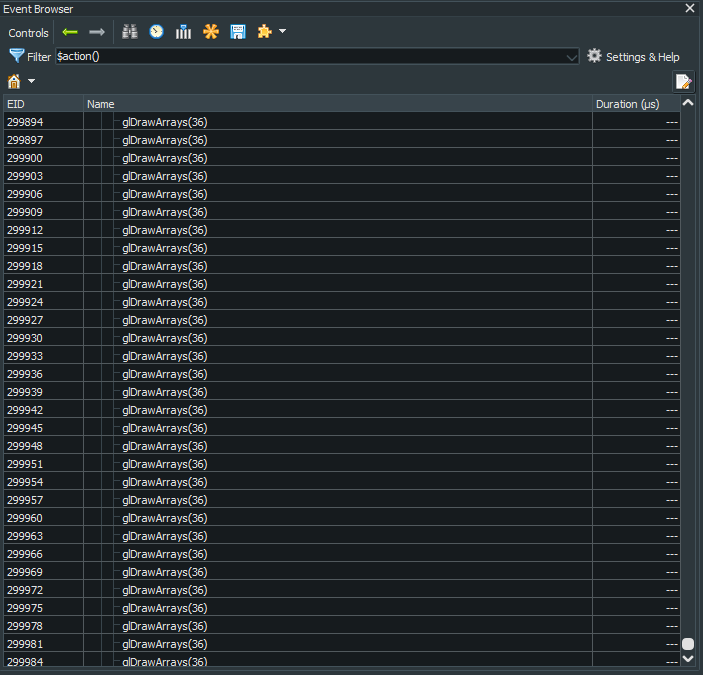 Event Browser
Controls
Filter $action() Settings & Help
EID Name Duration (µs)
299894 glDrawArrays(36) ---
299897 glDrawArrays(36) ---
299900 glDrawArrays(36) ---
299903 glDrawArrays(36) ---
299906 glDrawArrays(36) ---
299909 glDrawArrays(36) ---
299912 glDrawArrays(36) ---
299915 glDrawArrays(36) ---
299918 glDrawArrays(36) ---
299921 glDrawArrays(36) ---
299924 glDrawArrays(36) ---
299927 glDrawArrays(36) ---
299930 glDrawArrays(36) ---
299933 glDrawArrays(36) ---
299936 glDrawArrays(36) ---
299939 glDrawArrays(36) ---
299942 glDrawArrays(36) ---
299945 glDrawArrays(36) ---
299948 glDrawArrays(36) ---
299951 glDrawArrays(36) ---
299954 glDrawArrays(36) ---
299957 glDrawArrays(36) ---
299960 glDrawArrays(36) ---
299963 glDrawArrays(36) ---
299966 glDrawArrays(36) ---
299969 glDrawArrays(36) ---
299972 glDrawArrays(36) ---
299975 glDrawArrays(36) ---
299978 glDrawArrays(36) ---
299981 glDrawArrays(36) ---
299984 glDrawArrays(36) ---